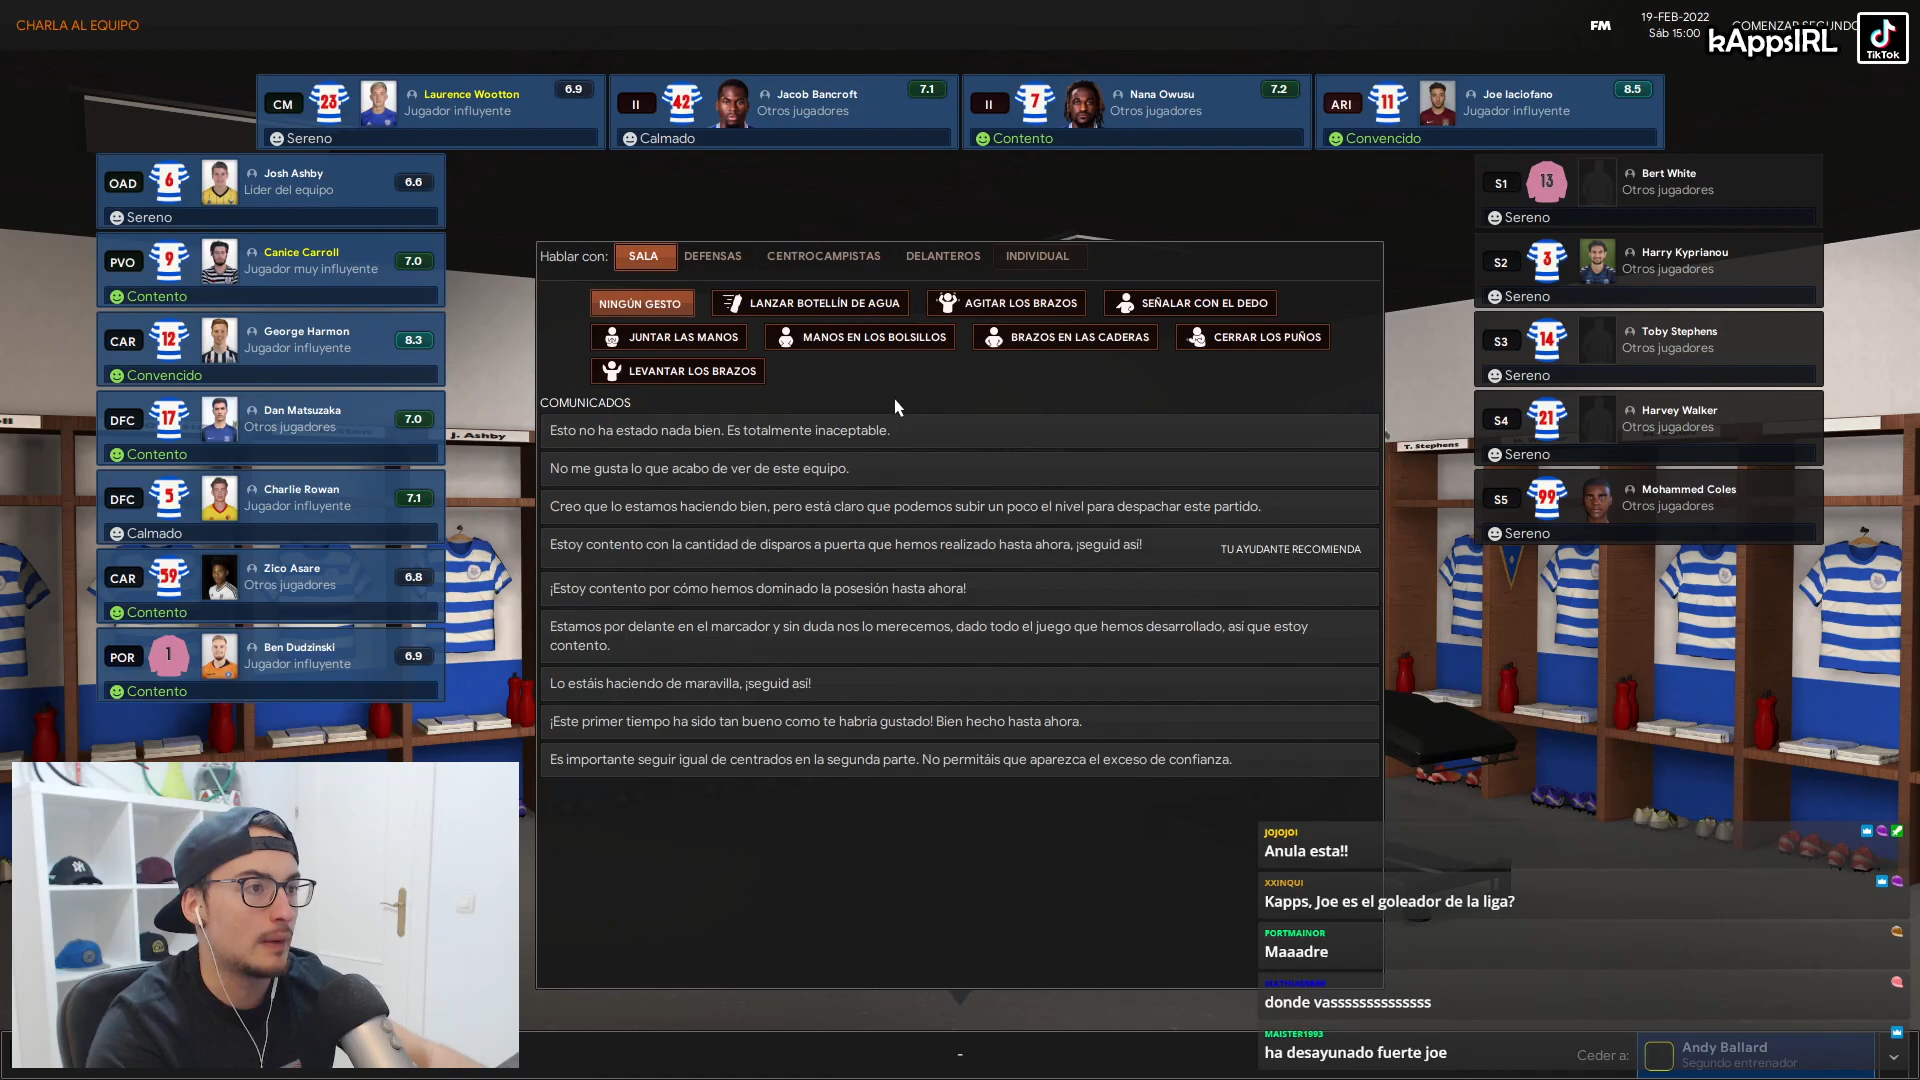 CHARLA AL EQUIPO
FM
19-FEB-2022
Sáb 15:00
COMENZAR SEGUNDO
kAppsIRL
TikTok
CM
23
Laurence Wootton
Jugador influyente
6.9
Sereno
II
42
Jacob Bancroft
Otros jugadores
7.1
Calmado
II
7
Nana Owusu
Otros jugadores
7.2
Contento
ARI
11
Joe Iaciofano
Jugador influyente
8.5
Convencido
OAD
6
Josh Ashby
Líder del equipo
6.6
Sereno
PVO
9
Canice Carroll
Jugador muy influyente
7.0
Contento
CAR
12
George Harmon
Jugador influyente
8.3
Convencido
DFC
17
Dan Matsuzaka
Otros jugadores
7.0
Contento
DFC
5
Charlie Rowan
Jugador influyente
7.1
Calmado
CAR
59
Zico Asare
Otros jugadores
6.8
Contento
POR
1
Ben Dudzinski
Jugador influyente
6.9
Contento
J. Ashby
Hablar con:
SALA
DEFENSAS
CENTROCAMPISTAS
DELANTEROS
INDIVIDUAL
NINGÚN GESTO
LANZAR BOTELLÍN DE AGUA
AGITAR LOS BRAZOS
SEÑALAR CON EL DEDO
JUNTAR LAS MANOS
MANOS EN LOS BOLSILLOS
BRAZOS EN LAS CADERAS
CERRAR LOS PUÑOS
LEVANTAR LOS BRAZOS
COMUNICADOS
Esto no ha estado nada bien. Es totalmente inaceptable.
No me gusta lo que acabo de ver de este equipo.
Creo que lo estamos haciendo bien, pero está claro que podemos subir un poco el nivel para despachar este partido.
Estoy contento con la cantidad de disparos a puerta que hemos realizado hasta ahora, ¡seguid así!
TU AYUDANTE RECOMIENDA
¡Estoy contento por cómo hemos dominado la posesión hasta ahora!
Estamos por delante en el marcador y sin duda nos lo merecemos, dado todo el juego que hemos desarrollado, así que estoy
contento.
Lo estáis haciendo de maravilla, ¡seguid así!
¡Este primer tiempo ha sido tan bueno como te habría gustado! Bien hecho hasta ahora.
Es importante seguir igual de centrados en la segunda parte. No permitáis que aparezca el exceso de confianza.
S1
13
Bert White
Otros jugadores
Sereno
S2
3
Harry Kyprianou
Otros jugadores
Sereno
S3
14
Toby Stephens
Otros jugadores
Sereno
S4
21
Harvey Walker
Otros jugadores
Sereno
S5
99
Mohammed Coles
Otros jugadores
Sereno
T. Stephens
JOJOJOI
Anula esta!!
XXINQUI
Kapps, Joe es el goleador de la liga?
FORTMAINOR
Maaadre
donde vassssssssssssss
MAISTER1993
ha desayunado fuerte joe
-
Ceder a:
Andy Ballard
Segundo entrenador